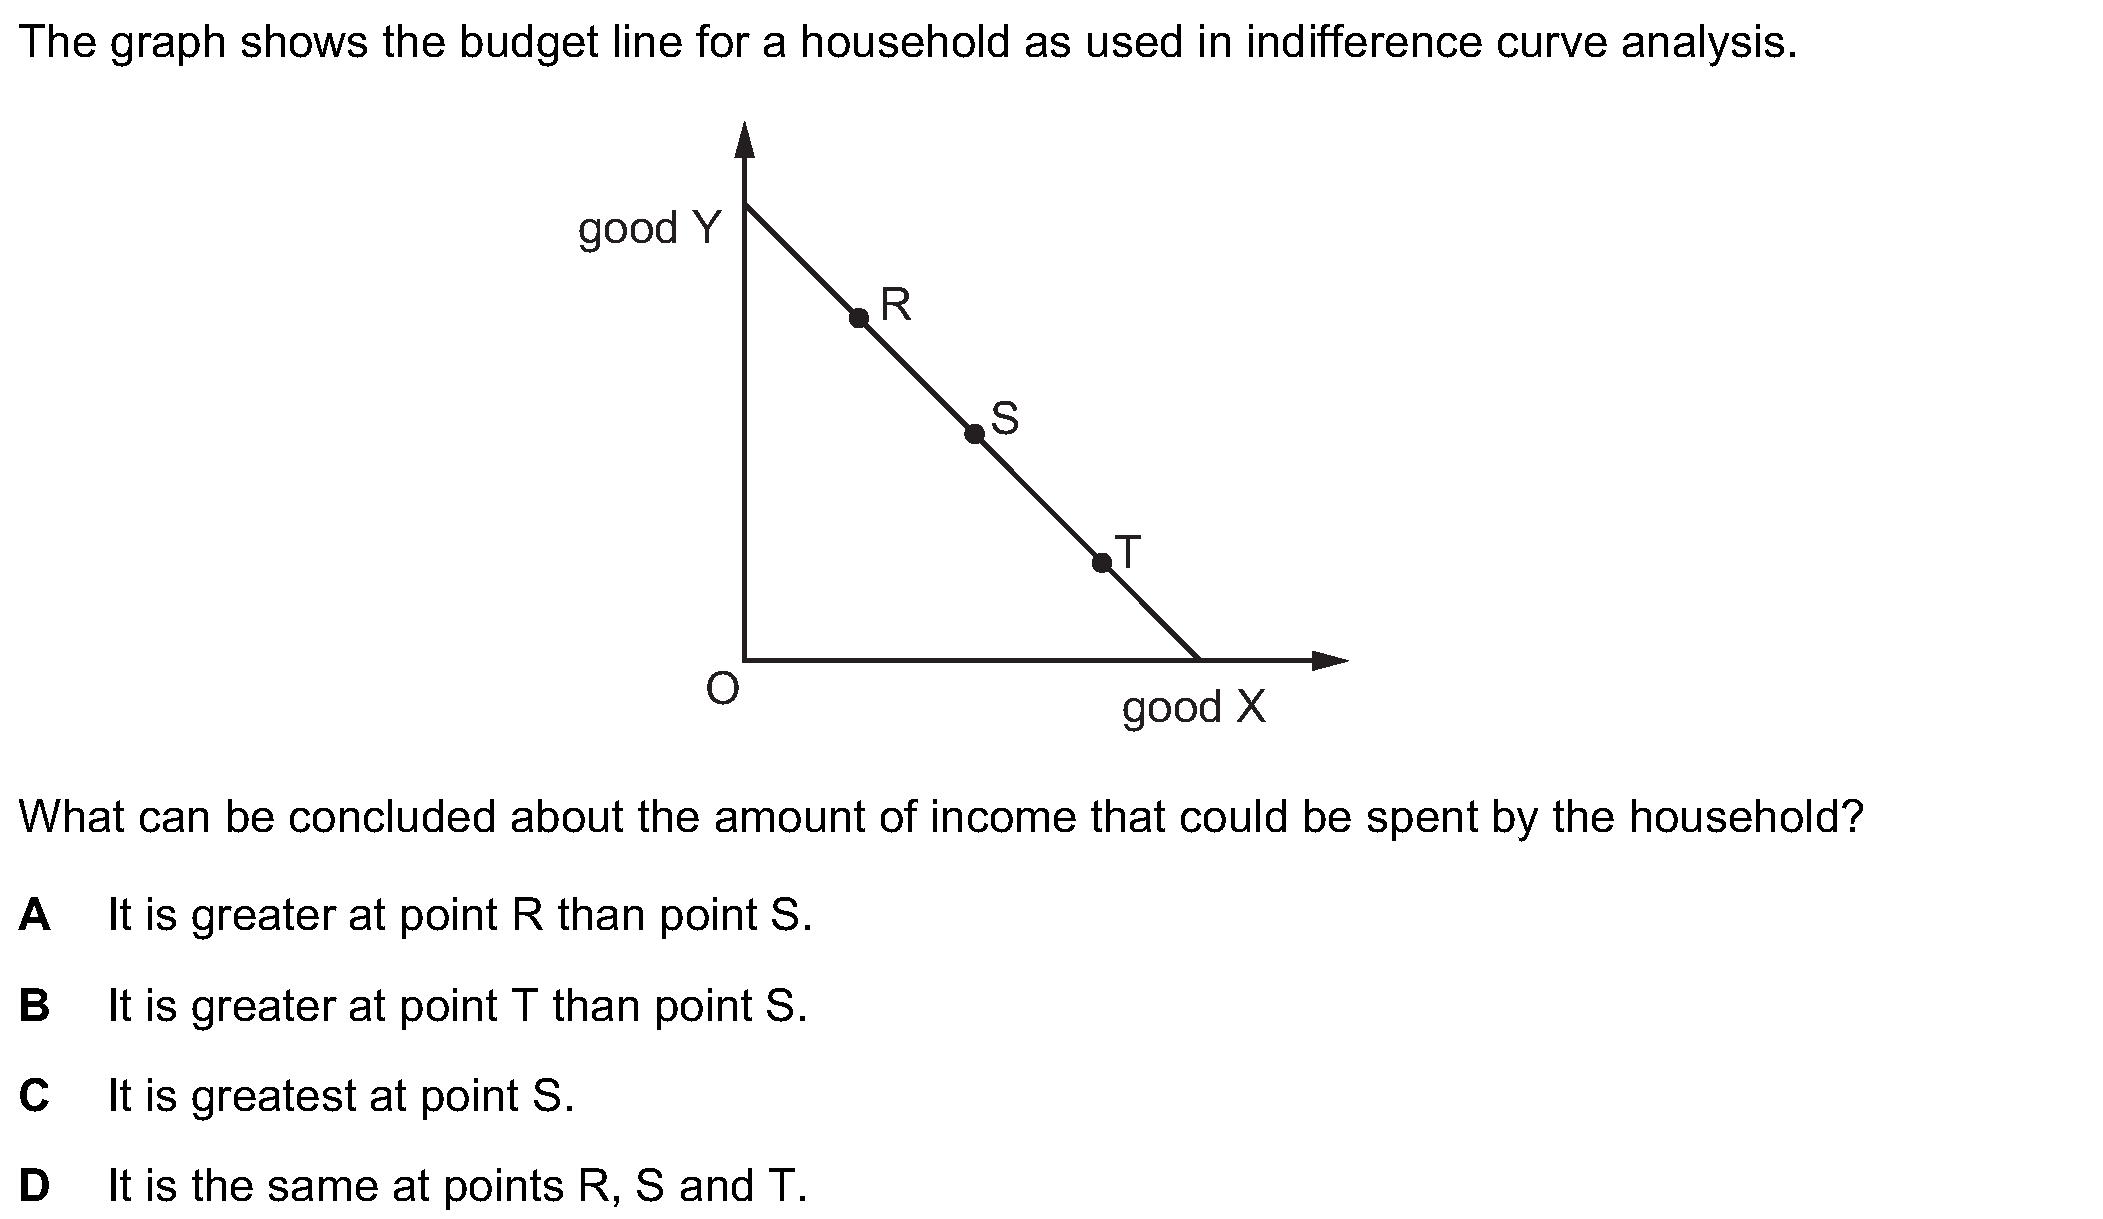 The graph shows the budget line for a household as used in indifference curve analysis.
good Y
R
S
T
O
good X
What can be concluded about the amount of income that could be spent by the household?
A It is greater at point R than point S.
B It is greater at point T than point S.
C It is greatest at point S.
D It is the same at points R, S and T.